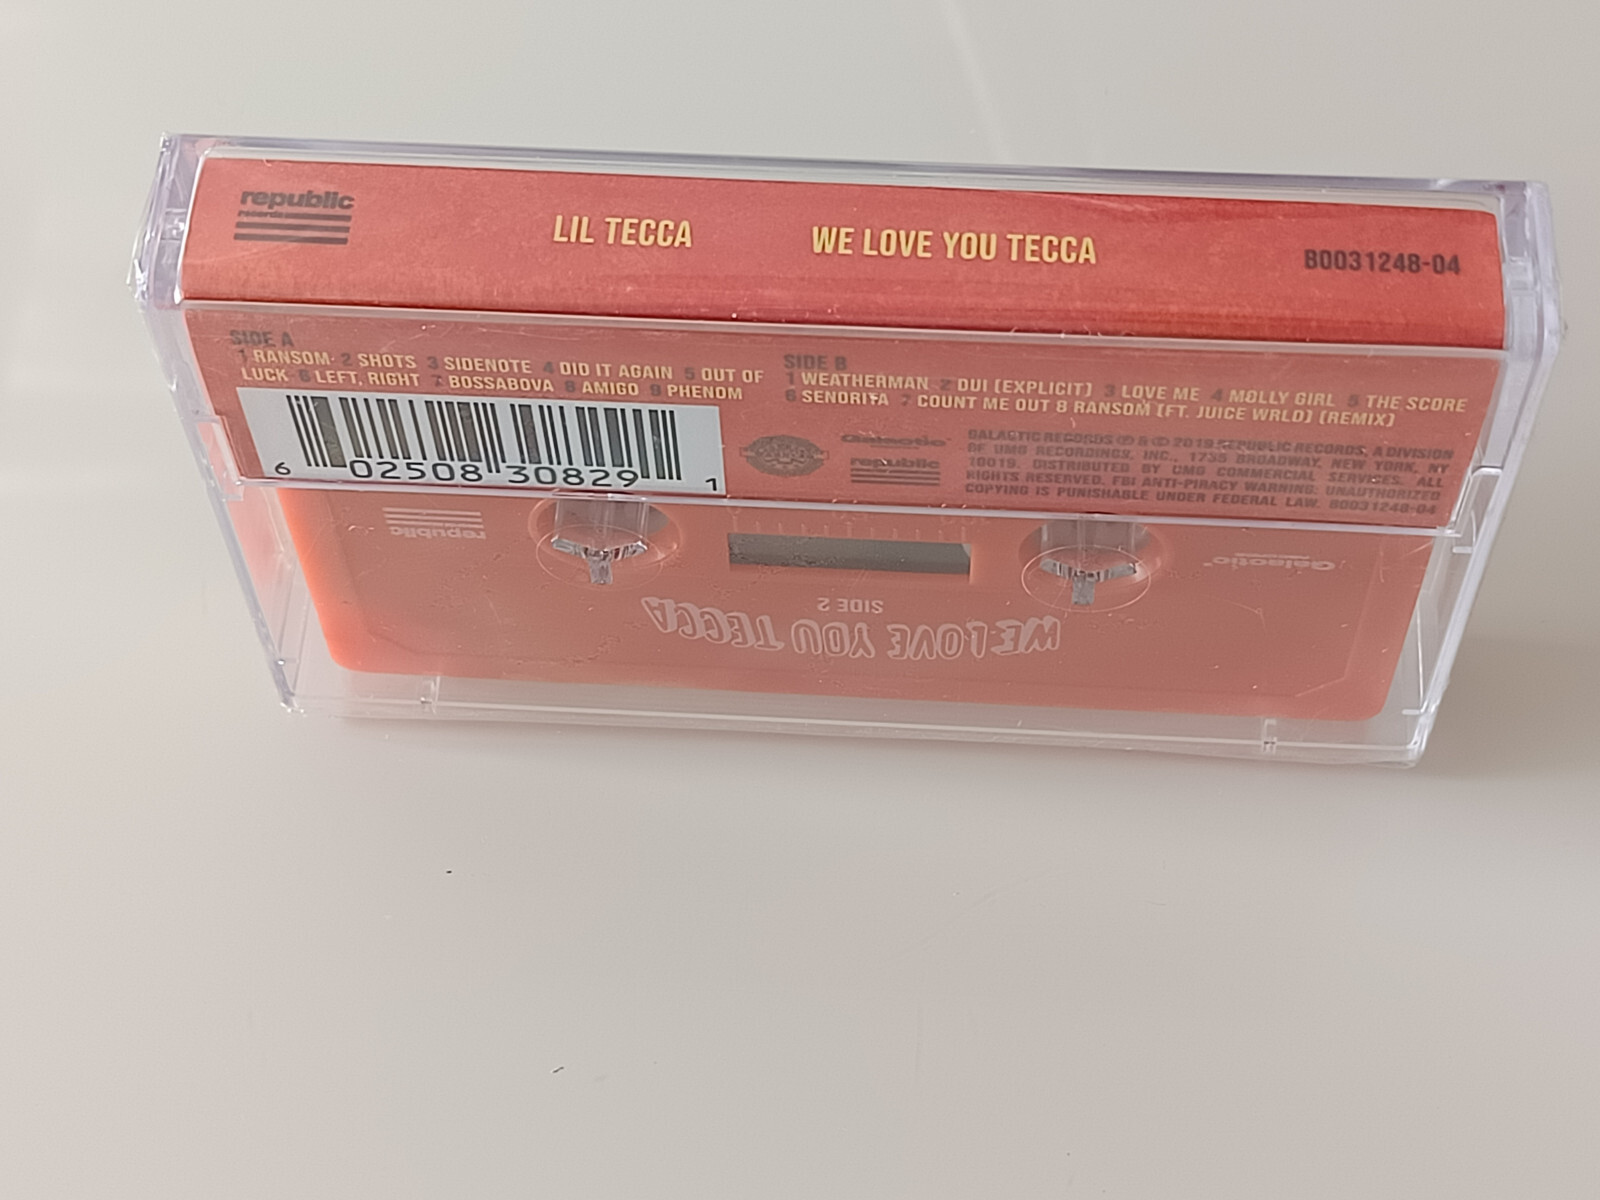 republic
records
LIL TECCA
WE LOVE YOU TECCA
B0031248-04
SIDE A
1 RANSOM 2 SHOTS 3 SIDENOTE 4 DID IT AGAIN 5 OUT OF
LUCK 6 LEFT, RIGHT 7 BOSSABOVA 8 AMIGO 9 PHENOM
SIDE B
1 WEATHERMAN 2 DUI [EXPLICIT] 3 LOVE ME 4 MOLLY GIRL 5 THE SCORE
6 SENORITA 7 COUNT ME OUT 8 RANSOM [FT. JUICE WRLD] [REMIX]
6 02508 30829 1
Galactic
republic
GALACTIC RECORDS ℗ & © 2019 REPUBLIC RECORDS, A DIVISION
OF UMG RECORDINGS, INC., 1735 BROADWAY, NEW YORK, NY
10019. DISTRIBUTED BY UMG COMMERCIAL SERVICES. ALL
RIGHTS RESERVED. FBI ANTI-PIRACY WARNING: UNAUTHORIZED
COPYING IS PUNISHABLE UNDER FEDERAL LAW. B0031248-04
republic
Galactic
SIDE 2
WE LOVE YOU TECCA